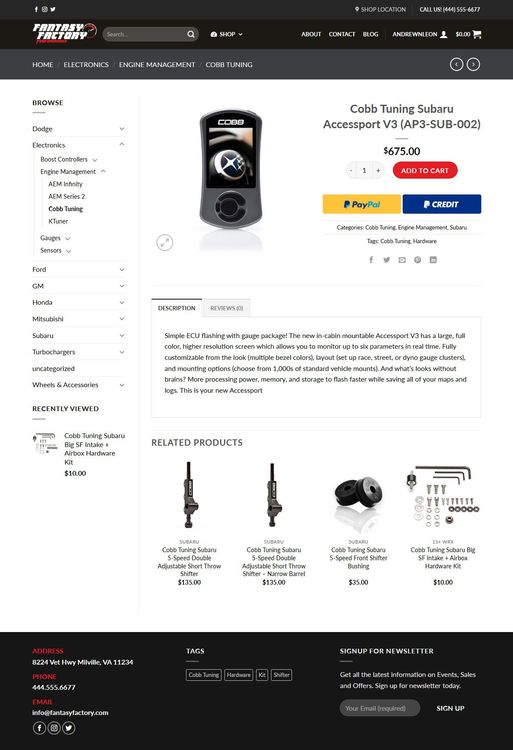 SHOP LOCATION
CALL US! (444) 555-6677
FANTASY
FACTORY
PERFORMANCE
Search...
SHOP
ABOUT
CONTACT
BLOG
ANDREWNLEON
$0.00
HOME / ELECTRONICS / ENGINE MANAGEMENT / COBB TUNING
BROWSE
Dodge
Electronics
Boost Controllers
Engine Management
AEM Infinity
AEM Series 2
Cobb Tuning
KTuner
Gauges
Sensors
Ford
GM
Honda
Mitsubishi
Subaru
Turbochargers
uncategorized
Wheels & Accessories
RECENTLY VIEWED
Cobb Tuning Subaru
Big SF Intake +
Airbox Hardware
Kit
$10.00
COBB
Cobb Tuning Subaru
Accessport V3 (AP3-SUB-002)
$675.00
- 1 +
ADD TO CART
PayPal
CREDIT
Categories: Cobb Tuning, Engine Management, Subaru
Tags: Cobb Tuning, Hardware
DESCRIPTION
REVIEWS (0)
Simple ECU flashing with gauge package! The new in-cabin mountable Accessport V3 has a large, full
color, higher resolution screen which allows you to monitor up to six parameters in real time. Fully
customizable from the look (multiple bezel colors), layout (set up race, street, or dyno gauge clusters),
and mounting options (choose from 1,000s of standard vehicle mounts). And what's looks without
brains? More processing power, memory, and storage to flash faster while saving all of your maps and
logs. This is your new Accessport
RELATED PRODUCTS
SUBARU
Cobb Tuning Subaru
5-Speed Double
Adjustable Short Throw
Shifter
$135.00
SUBARU
Cobb Tuning Subaru
5-Speed Double
Adjustable Short Throw
Shifter – Narrow Barrel
$135.00
SUBARU
Cobb Tuning Subaru
5-Speed Front Shifter
Bushing
$35.00
15+ WRX
Cobb Tuning Subaru Big
SF Intake + Airbox
Hardware Kit
$10.00
ADDRESS
8224 Vet Hwy Milville, VA 11234
PHONE
444.555.6677
EMAIL
info@fantasyfactory.com
TAGS
Cobb Tuning
Hardware
Kit
Shifter
SIGNUP FOR NEWSLETTER
Get all the latest information on Events, Sales
and Offers. Sign up for newsletter today.
Your Email (required)
SIGN UP